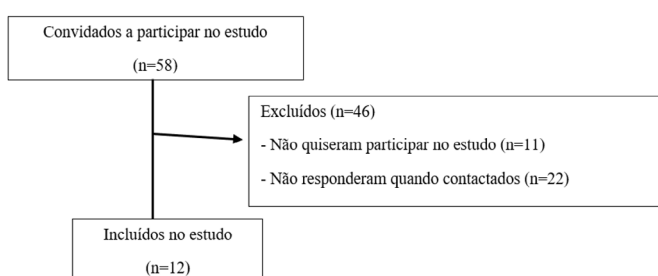 Convidados a participar no estudo
(n=58)
Excluídos (n=46)
- Não quiseram participar no estudo (n=11)
- Não responderam quando contactados (n=22)
Incluídos no estudo
(n=12)